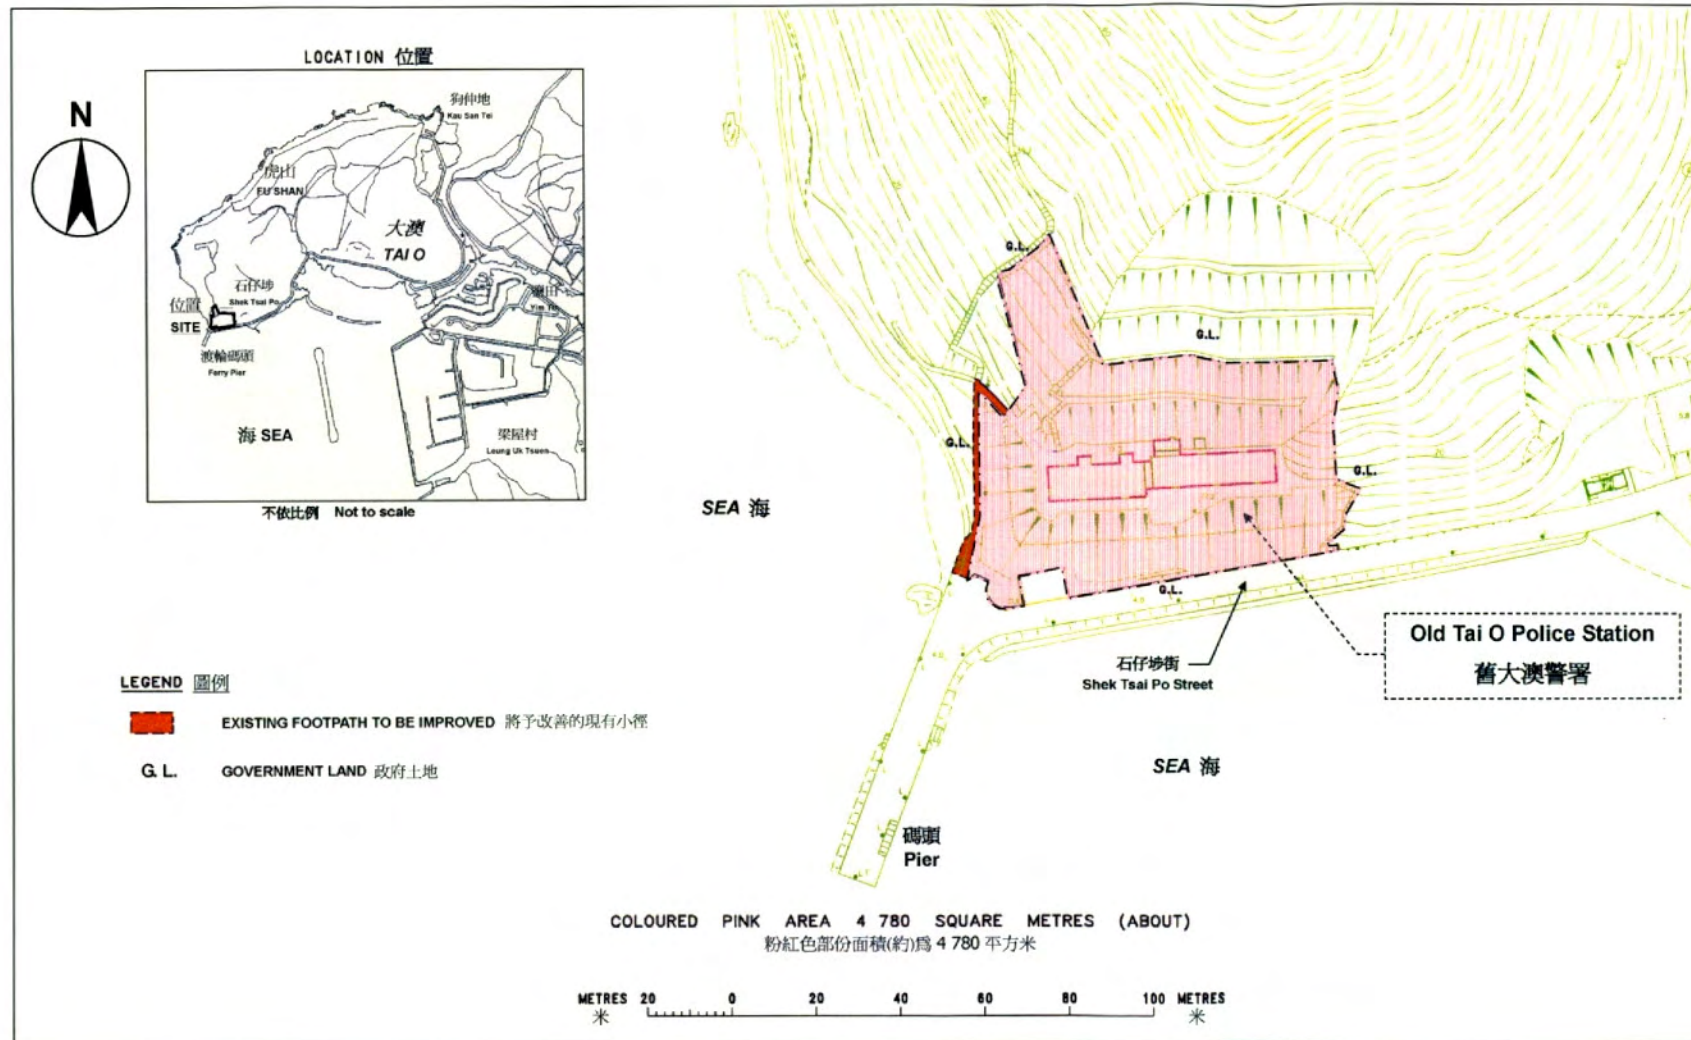 LOCATION 位置
N
狗伸地
Kau San Tei
虎山
FU SHAN
大澳
TAI O
石仔埗
Shek Tsai Po
鹽田
Yim Tin
位置
SITE
渡輪碼頭
Ferry Pier
海 SEA
梁屋村
Leung Uk Tsuen
不依比例 Not to scale
G.L.
G.L.
G.L.
G.L.
SEA 海
G.L.
Old Tai O Police Station
舊大澳警署
石仔埗街
Shek Tsai Po Street
LEGEND 圖例
EXISTING FOOTPATH TO BE IMPROVED 將予改善的現有小徑
G. L. GOVERNMENT LAND 政府土地
SEA 海
碼頭
Pier
COLOURED PINK AREA 4 780 SQUARE METRES (ABOUT)
粉紅色部份面積(約)爲 4 780 平方米
METRES 20 0 20 40 60 80 100 METRES
米 米